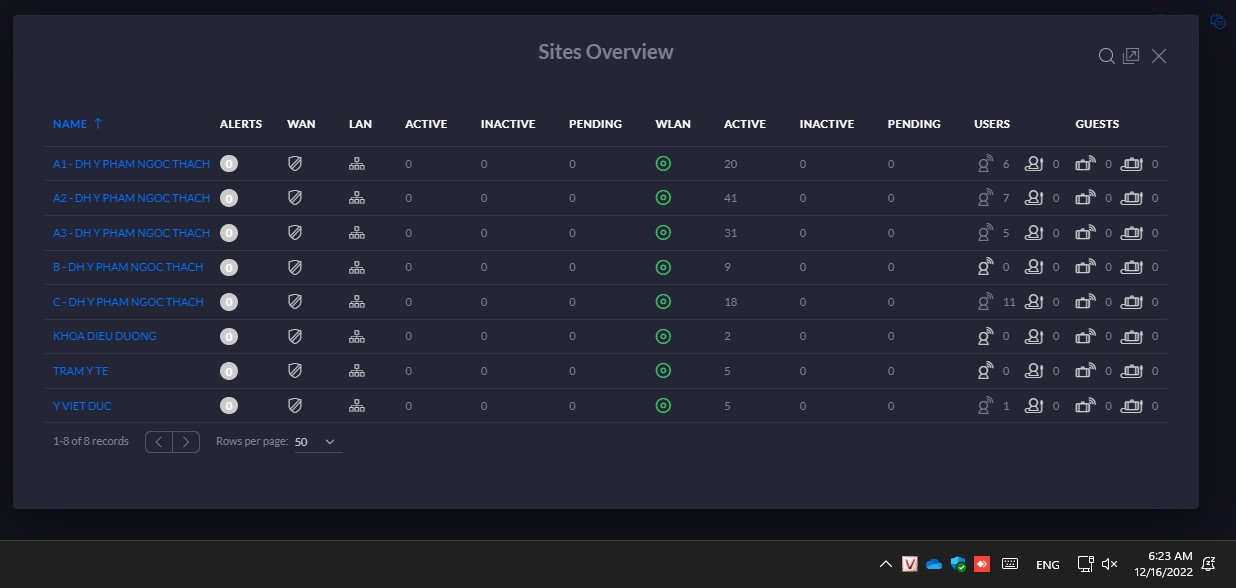 Sites Overview
NAME ↑ ALERTS WAN LAN ACTIVE INACTIVE PENDING WLAN ACTIVE INACTIVE PENDING USERS GUESTS
A1 - DH Y PHAM NGOC THACH 0 0 0 0 20 0 0 6 0 0 0
A2 - DH Y PHAM NGOC THACH 0 0 0 0 41 0 0 7 0 0 0
A3 - DH Y PHAM NGOC THACH 0 0 0 0 31 0 0 5 0 0 0
B - DH Y PHAM NGOC THACH 0 0 0 0 9 0 0 0 0 0 0
C - DH Y PHAM NGOC THACH 0 0 0 0 18 0 0 11 0 0 0
KHOA DIEU DUONG 0 0 0 0 2 0 0 0 0 0 0
TRAM Y TE 0 0 0 0 5 0 0 0 0 0 0
Y VIET DUC 0 0 0 0 5 0 0 1 0 0 0
1-8 of 8 records Rows per page: 50
V ENG 6:23 AM
12/16/2022